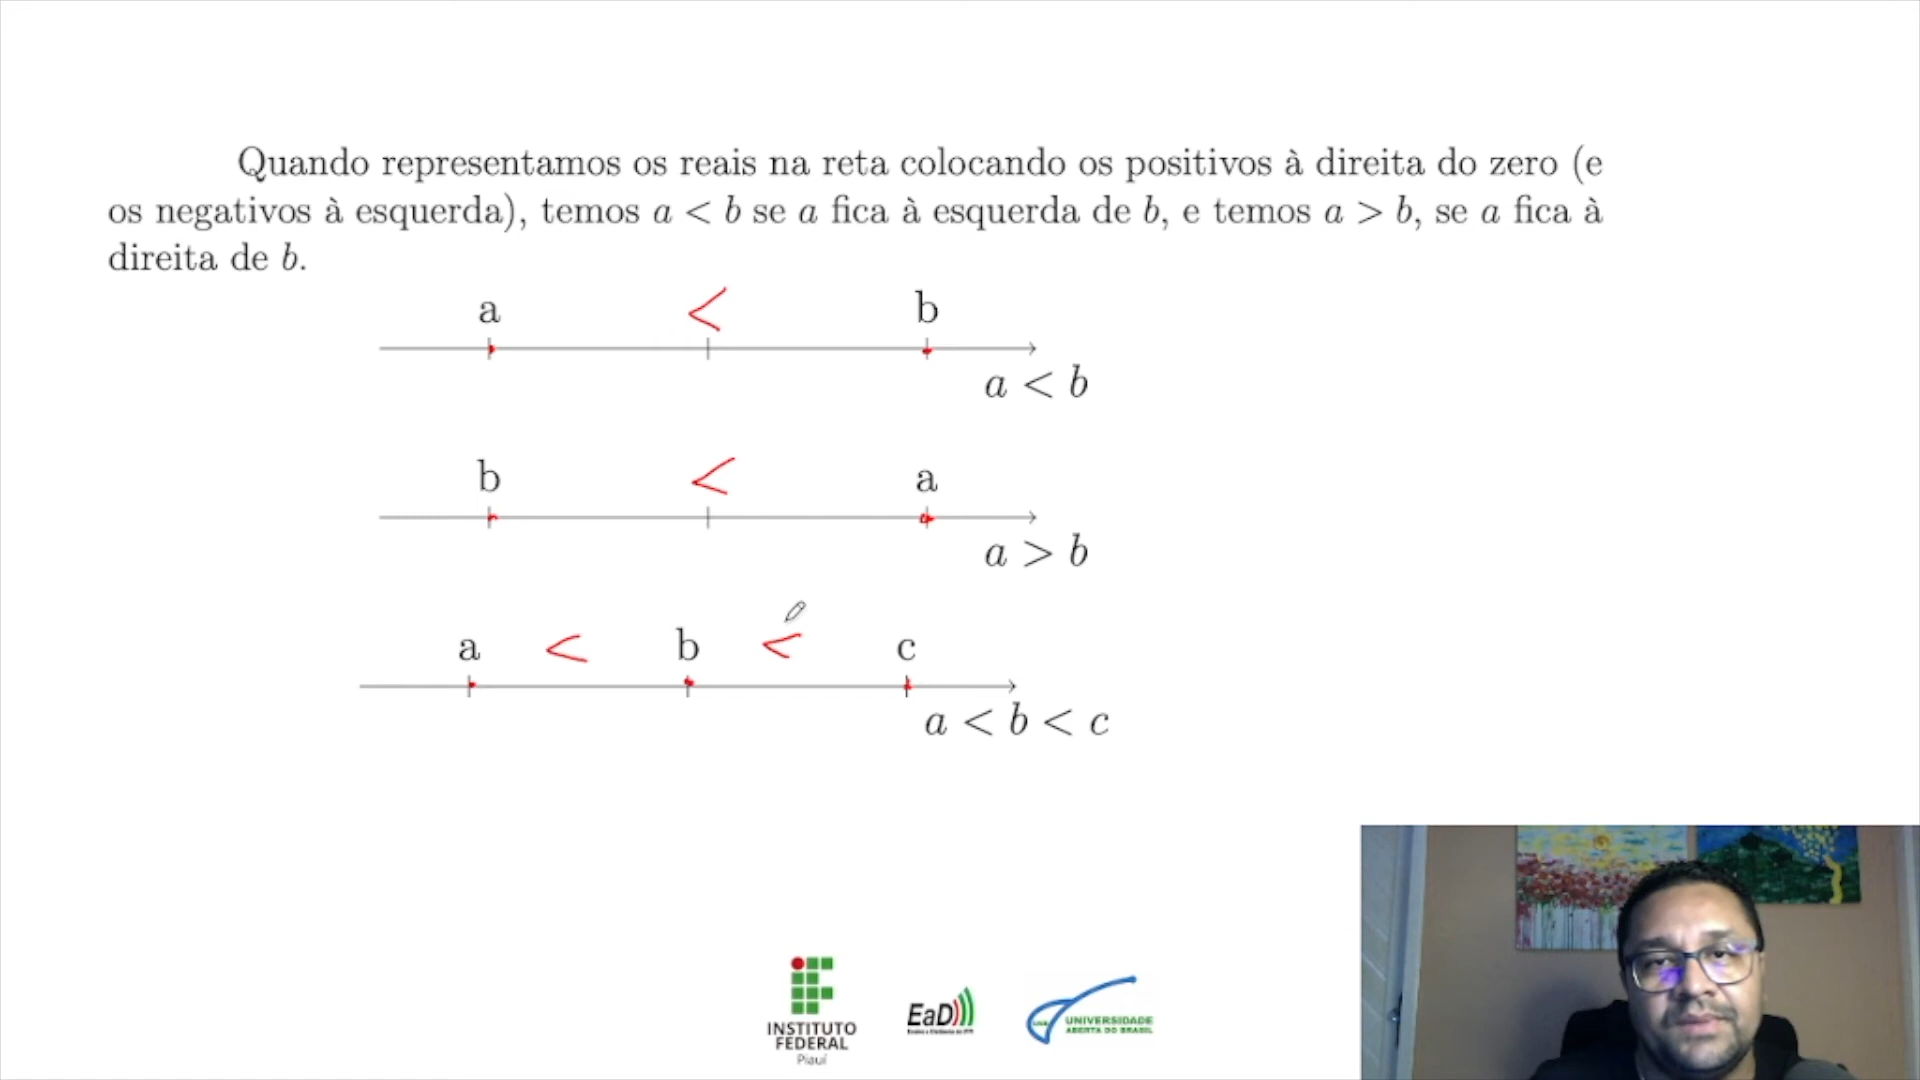 Quando representamos os reais na reta colocando os positivos à direita do zero (e
os negativos à esquerda), temos a < b se a fica à esquerda de b, e temos a > b, se a fica à
direita de b.
a < b
a < b
b < a
a > b
a < b < c
a < b < c
INSTITUTO
FEDERAL
Piauí
EaD
UAB
UNIVERSIDADE
ABERTA DO BRASIL